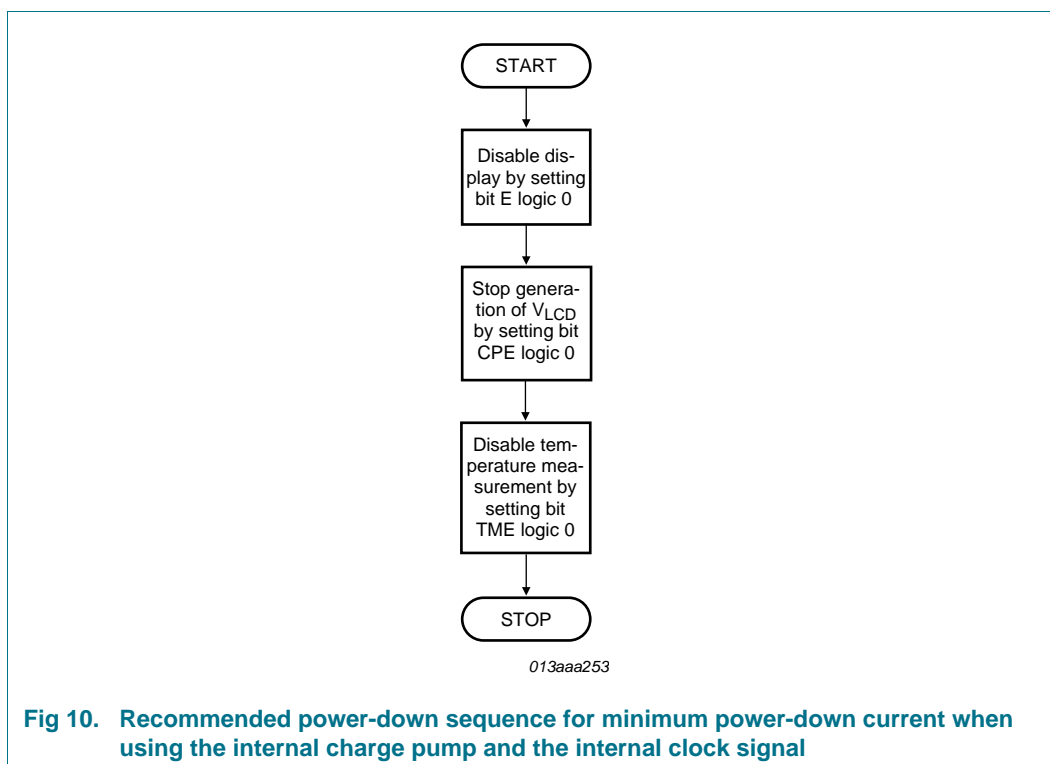 START
Disable dis-
play by setting
bit E logic 0
Stop genera-
tion of VLCD
by setting bit
CPE logic 0
Disable tem-
perature mea-
surement by
setting bit
TME logic 0
STOP
013aaa253
Fig 10. Recommended power-down sequence for minimum power-down current when
using the internal charge pump and the internal clock signal